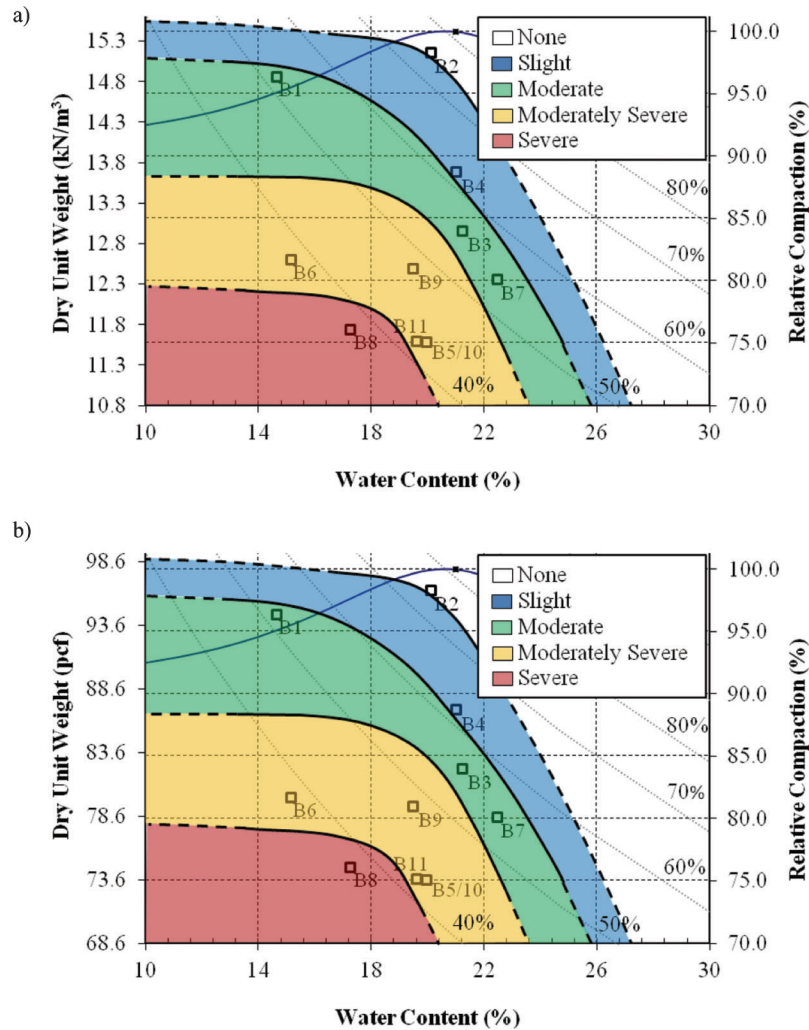 a)
15.3
14.8
14.3
13.8
13.3
12.8
12.3
11.8
11.3
10.8
Dry Unit Weight (kN/m³)
B1
B2
B4
B3
B6
B9
B7
B11
B8
B5/10
40%
50%
60%
70%
80%
None
Slight
Moderate
Moderately Severe
Severe
100.0
95.0
90.0
85.0
80.0
75.0
70.0
Relative Compaction (%)
10 14 18 22 26 30
Water Content (%)
b)
98.6
93.6
88.6
83.6
78.6
73.6
68.6
Dry Unit Weight (pcf)
B1
B2
B4
B3
B6
B9
B7
B11
B8
B5/10
40%
50%
60%
70%
80%
None
Slight
Moderate
Moderately Severe
Severe
100.0
95.0
90.0
85.0
80.0
75.0
70.0
Relative Compaction (%)
10 14 18 22 26 30
Water Content (%)